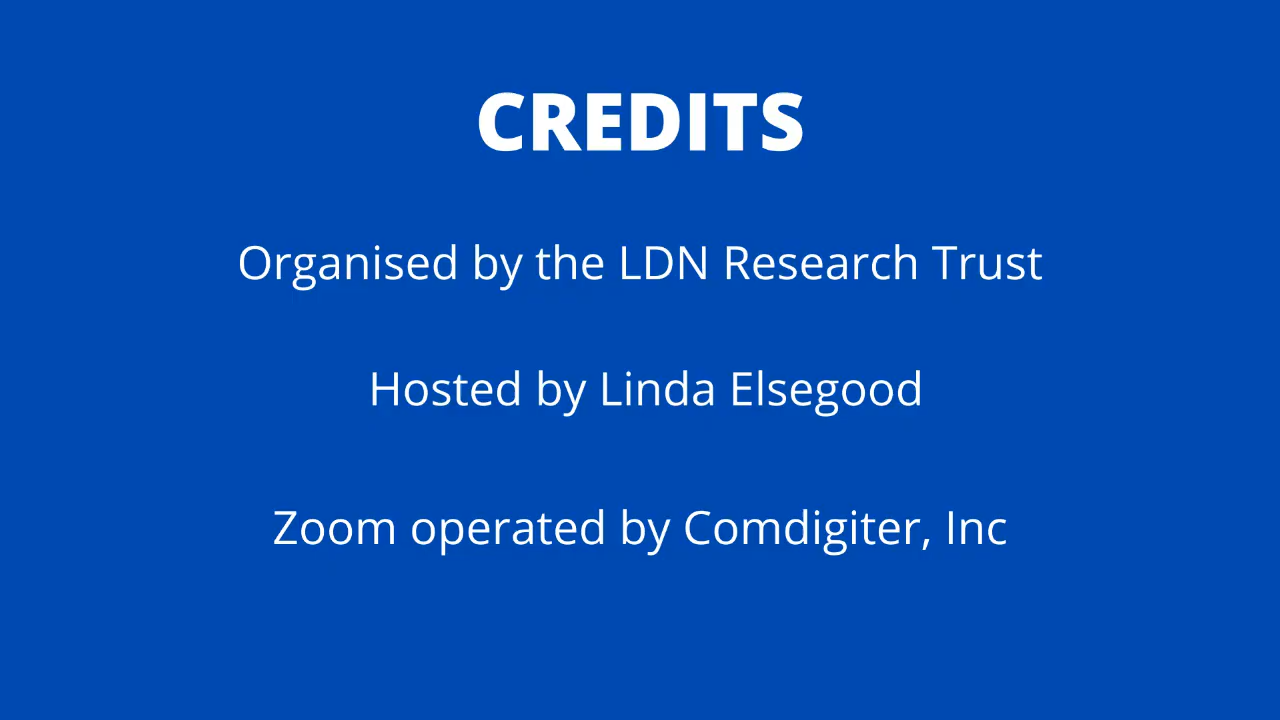 CREDITS
Organised by the LDN Research Trust
Hosted by Linda Elsegood
Zoom operated by Comdigiter, Inc